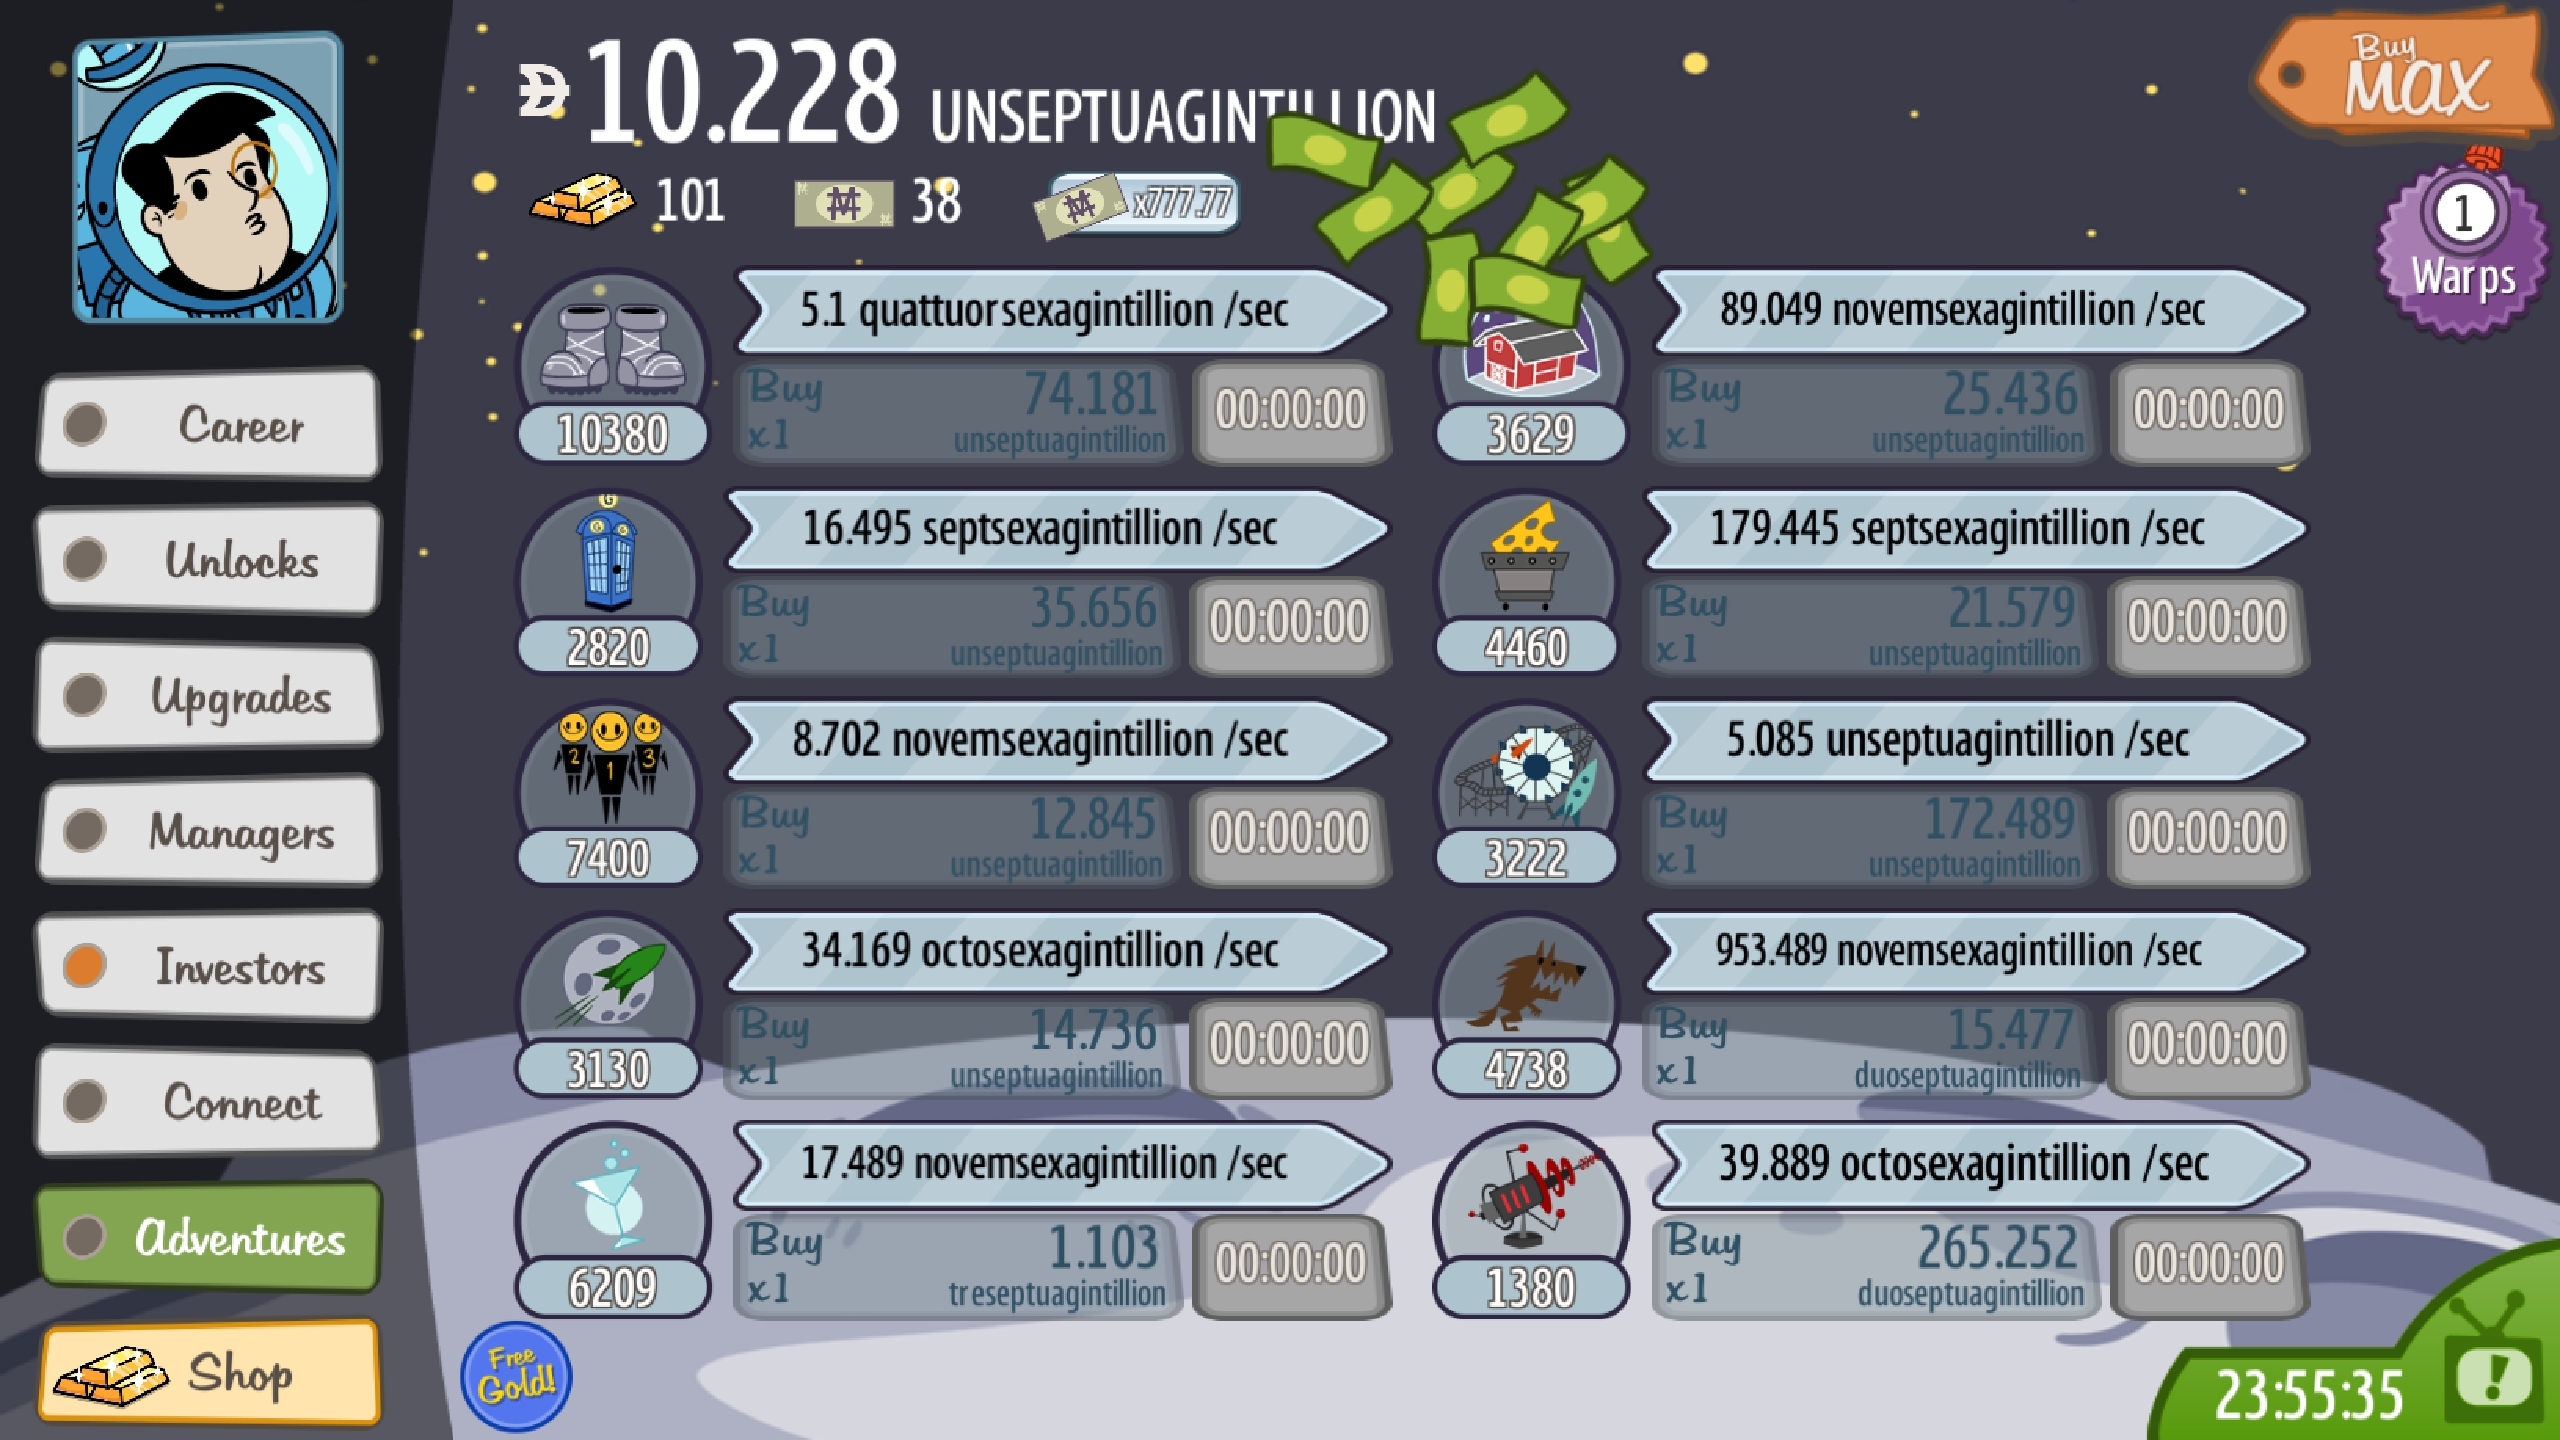 10.228 UNSEPTUAGINTILLION
101
38
x777.77
Buy
MAX
1
Warps
Career
Unlocks
Upgrades
Managers
Investors
Connect
Adventures
Shop
5.1 quattuorsexagintillion /sec
10380
Buy
x1
74.181
unseptuagintillion
00:00:00
89.049 novemsexagintillion /sec
3629
Buy
x1
25.436
unseptuagintillion
00:00:00
G
16.495 septsexagintillion /sec
2820
Buy
x1
35.656
unseptuagintillion
00:00:00
179.445 septsexagintillion /sec
4460
Buy
x1
21.579
unseptuagintillion
00:00:00
2 1 3
8.702 novemsexagintillion /sec
7400
Buy
x1
12.845
unseptuagintillion
00:00:00
5.085 unseptuagintillion /sec
3222
Buy
x1
172.489
unseptuagintillion
00:00:00
34.169 octosexagintillion /sec
3130
Buy
x1
14.736
unseptuagintillion
00:00:00
953.489 novemsexagintillion /sec
4738
Buy
x1
15.477
duoseptuagintillion
00:00:00
17.489 novemsexagintillion /sec
6209
Buy
x1
1.103
treseptuagintillion
00:00:00
39.889 octosexagintillion /sec
1380
Buy
x1
265.252
duoseptuagintillion
00:00:00
Free
Gold!
23:55:35
!